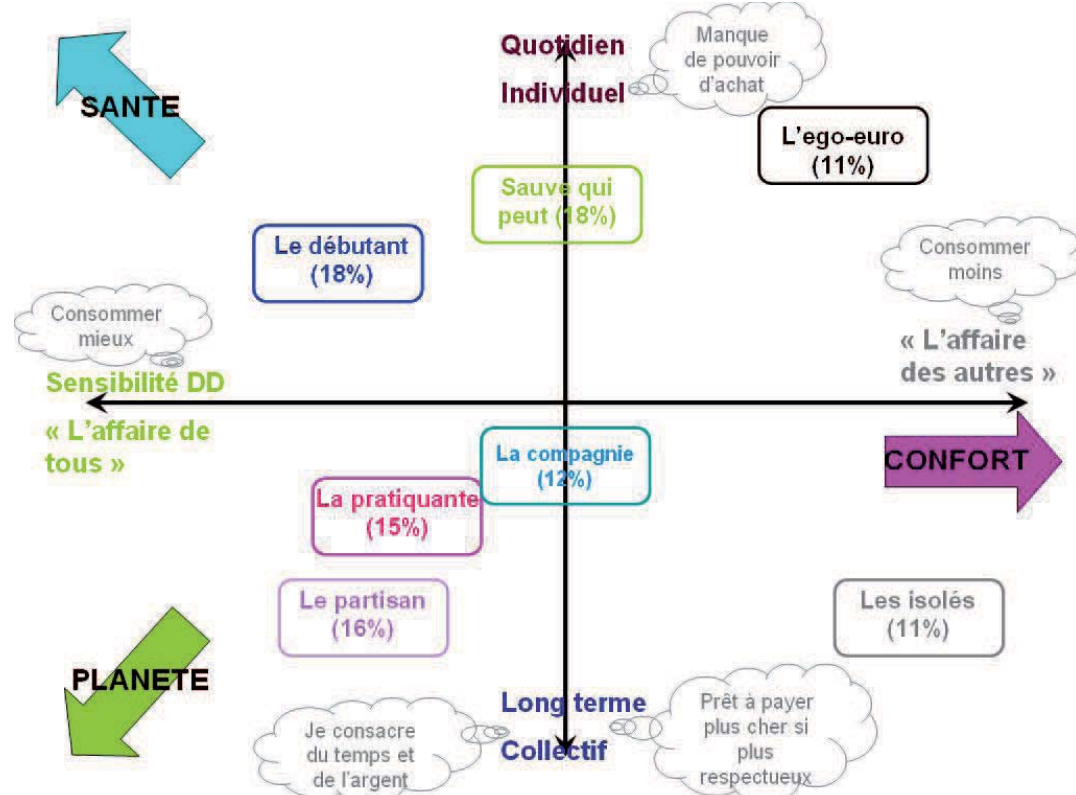 Quotidien
Individuel
Manque
de pouvoir
d'achat
SANTE
L'ego-euro
(11%)
Sauve qui
peut (18%)
Le débutant
(18%)
Consommer
moins
Consommer
mieux
« L'affaire
des autres »
Sensibilité DD
« L'affaire de
tous »
CONFORT
La compagnie
(12%)
La pratiquante
(15%)
Le partisan
(16%)
Les isolés
(11%)
PLANETE
Long terme
Collectif
Je consacre
du temps et
de l'argent
Prêt à payer
plus cher si
plus
respectueux